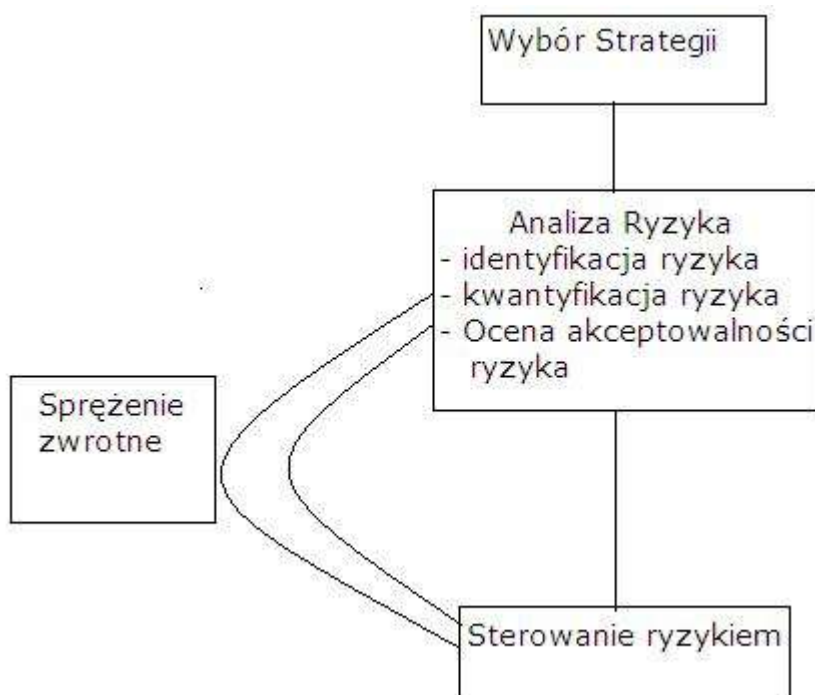 Wybór Strategii
Analiza Ryzyka
- identyfikacja ryzyka
- kwantyfikacja ryzyka
- Ocena akceptowalności
ryzyka
Sprężenie
zwrotne
Sterowanie ryzykiem